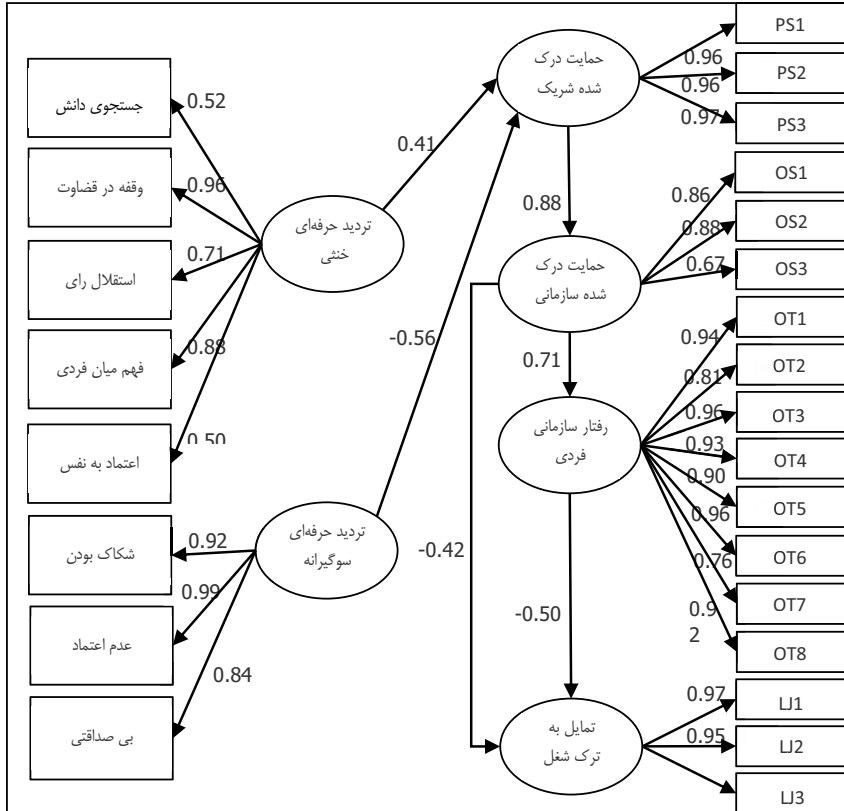 جستجوی دانش
وقفه در قضاوت
استقلال رای
فهم میان فردی
اعتماد به نفس
شکاک بودن
عدم اعتماد
بی صداقتی
0.52
0.96
0.71
0.88
0.50
0.92
0.99
0.84
تردید حرفه‌ای
خنثی
تردید حرفه‌ای
سوگیرانه
0.41
-0.56
حمایت درک
شده شریک
0.88
حمایت درک
شده سازمانی
0.71
-0.42
رفتار سازمانی
فردی
-0.50
تمایل به
ترک شغل
0.96
0.96
0.97
0.86
0.88
0.67
0.94
0.81
0.96
0.93
0.90
0.96
0.76
0.9
2
0.97
0.95
PS1
PS2
PS3
OS1
OS2
OS3
OT1
OT2
OT3
OT4
OT5
OT6
OT7
OT8
LJ1
LJ2
LJ3